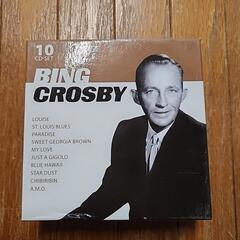 10
CD-SET
BING
CROSBY
LOUISE
ST. LOUIS BLUES
PARADISE
SWEET GEORGIA BROWN
MY LOVE
JUST A GIGOLO
BLUE HAWAII
STAR DUST
CHIRIBIRIBIN
A.M.O.